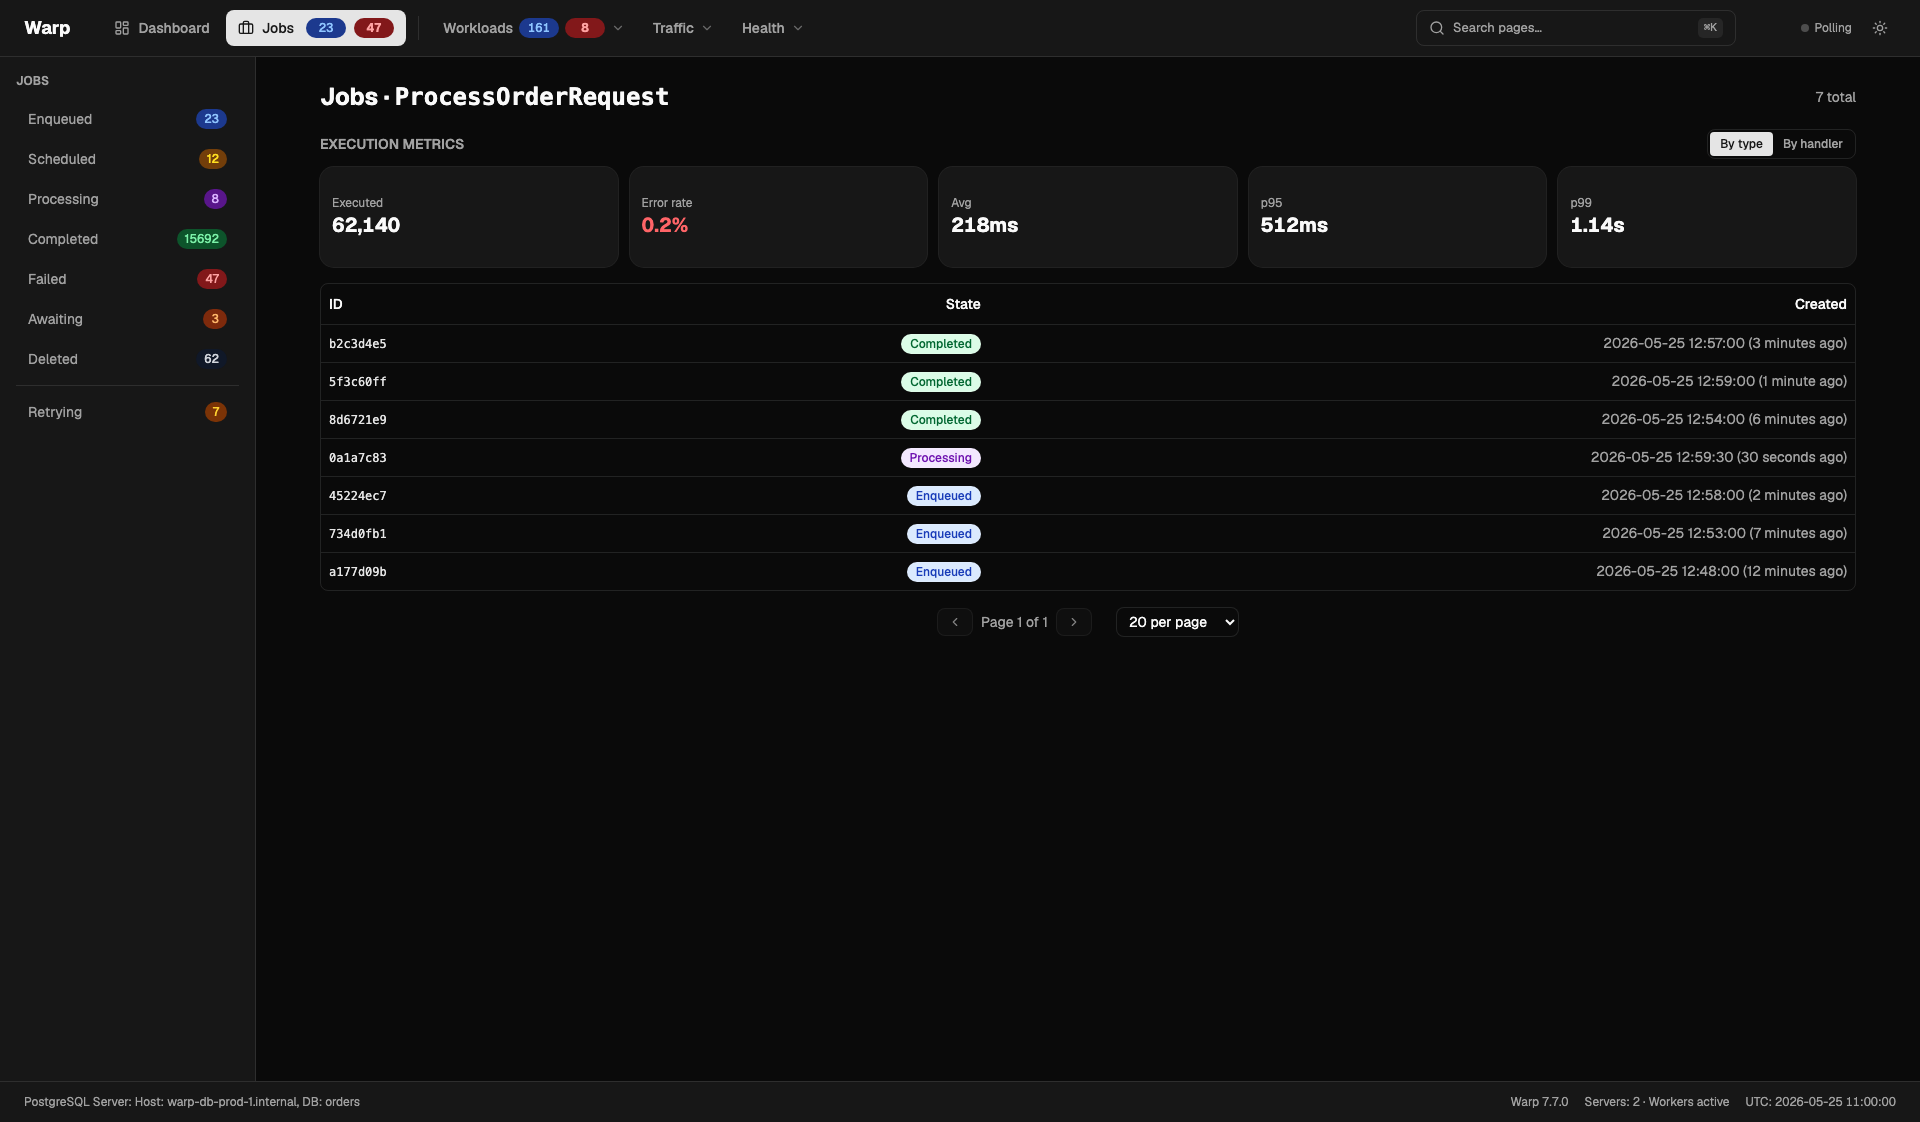 Warp
Dashboard
Jobs 23 47
Workloads 161 8
Traffic
Health
Search pages... ⌘K
Polling
JOBS
Enqueued 23
Scheduled 12
Processing 8
Completed 15692
Failed 47
Awaiting 3
Deleted 62
Retrying 7
Jobs · ProcessOrderRequest
7 total
EXECUTION METRICS
By type By handler
Executed
62,140
Error rate
0.2%
Avg
218ms
p95
512ms
p99
1.14s
ID State Created
b2c3d4e5 Completed 2026-05-25 12:57:00 (3 minutes ago)
5f3c60ff Completed 2026-05-25 12:59:00 (1 minute ago)
8d6721e9 Completed 2026-05-25 12:54:00 (6 minutes ago)
0a1a7c83 Processing 2026-05-25 12:59:30 (30 seconds ago)
45224ec7 Enqueued 2026-05-25 12:58:00 (2 minutes ago)
734d0fb1 Enqueued 2026-05-25 12:53:00 (7 minutes ago)
a177d09b Enqueued 2026-05-25 12:48:00 (12 minutes ago)
Page 1 of 1
20 per page
PostgreSQL Server: Host: warp-db-prod-1.internal, DB: orders
Warp 7.7.0 Servers: 2 · Workers active UTC: 2026-05-25 11:00:00